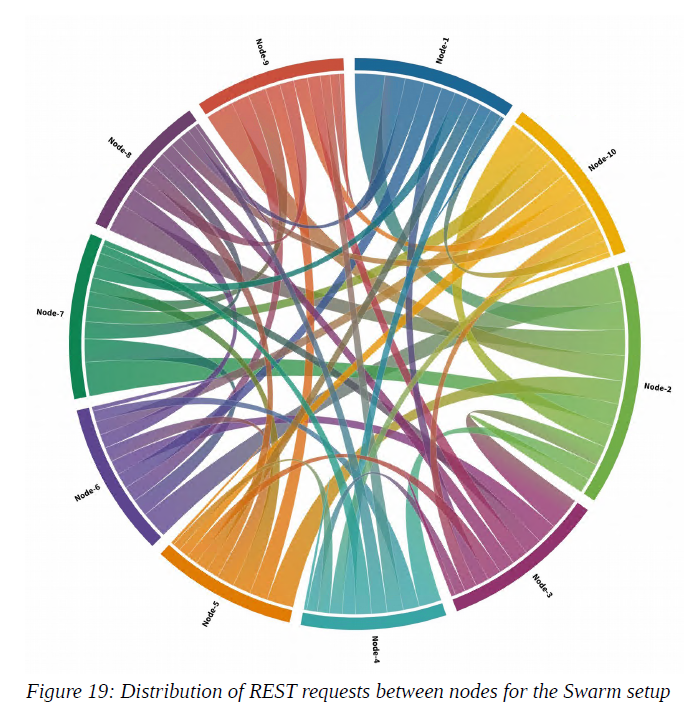 Node-9
Node-1
Node-8
Node-10
Node-7
Node-2
Node-6
Node-3
Node-5
Node-4
Figure 19: Distribution of REST requests between nodes for the Swarm setup